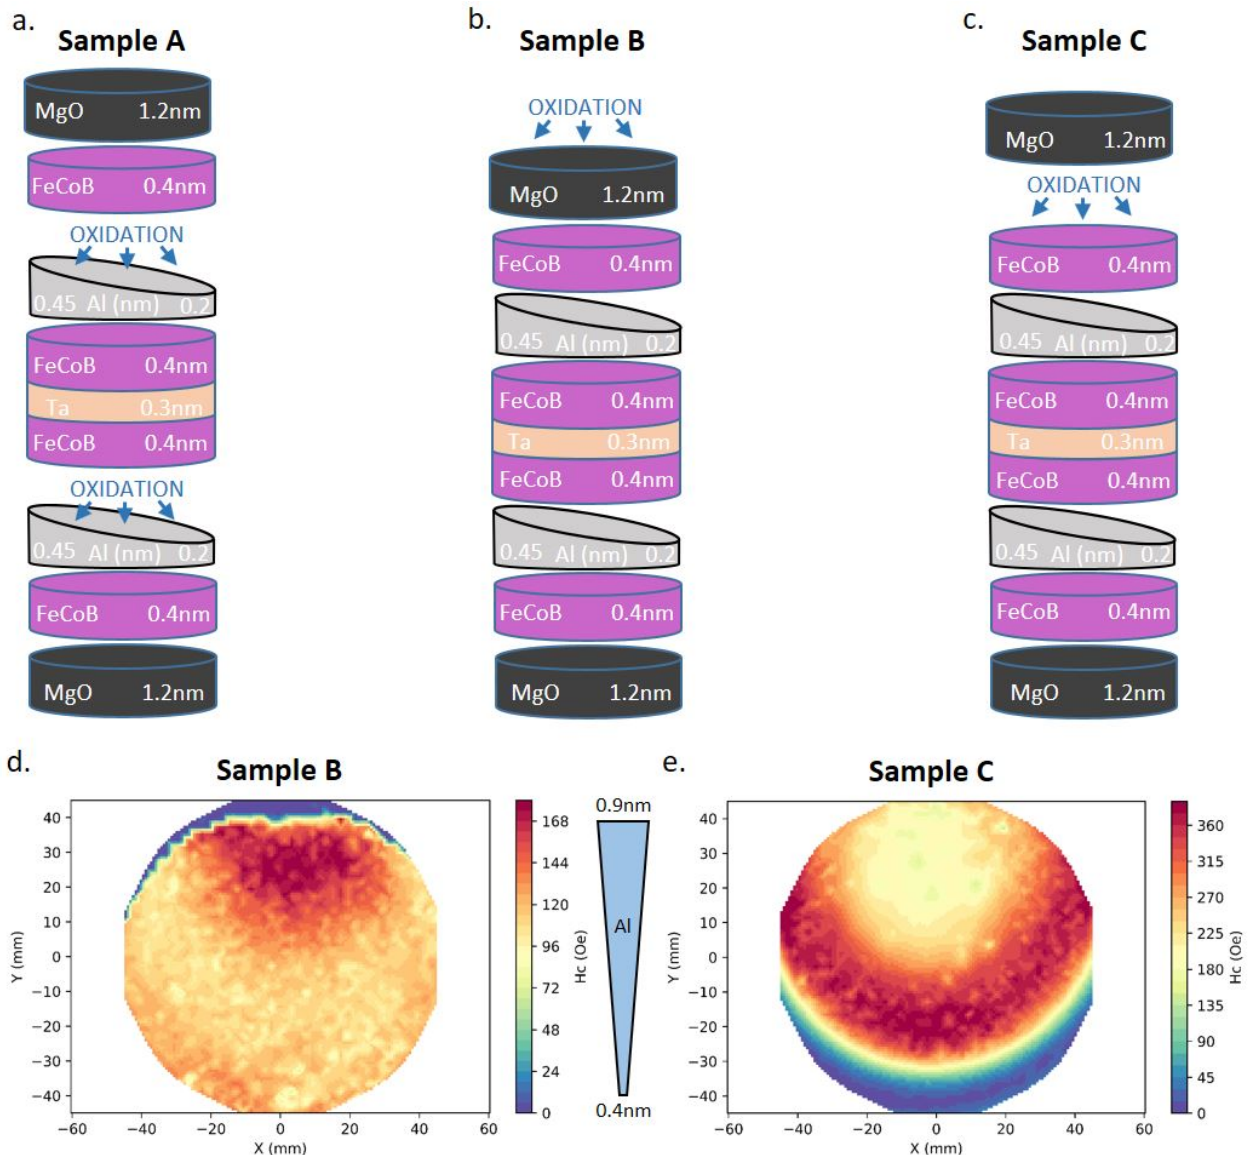 a.
Sample A
MgO 1.2nm
FeCoB 0.4nm
OXIDATION
0.45 Al (nm) 0.2
FeCoB 0.4nm
Ta 0.3nm
FeCoB 0.4nm
OXIDATION
0.45 Al (nm) 0.2
FeCoB 0.4nm
MgO 1.2nm
b.
Sample B
OXIDATION
MgO 1.2nm
FeCoB 0.4nm
0.45 Al (nm) 0.2
FeCoB 0.4nm
Ta 0.3nm
FeCoB 0.4nm
0.45 Al (nm) 0.2
FeCoB 0.4nm
MgO 1.2nm
c.
Sample C
MgO 1.2nm
OXIDATION
FeCoB 0.4nm
0.45 Al (nm) 0.2
FeCoB 0.4nm
Ta 0.3nm
FeCoB 0.4nm
0.45 Al (nm) 0.2
FeCoB 0.4nm
MgO 1.2nm
d.
Sample B
40
30
20
10
0
−10
−20
−30
−40
Y (mm)
−60 −40 −20 0 20 40 60
X (mm)
168
144
120
96
72
48
24
0
Hc (Oe)
0.9nm
Al
0.4nm
e.
Sample C
40
30
20
10
0
−10
−20
−30
−40
Y (mm)
−60 −40 −20 0 20 40 60
X (mm)
360
315
270
225
180
135
90
45
0
Hc (Oe)